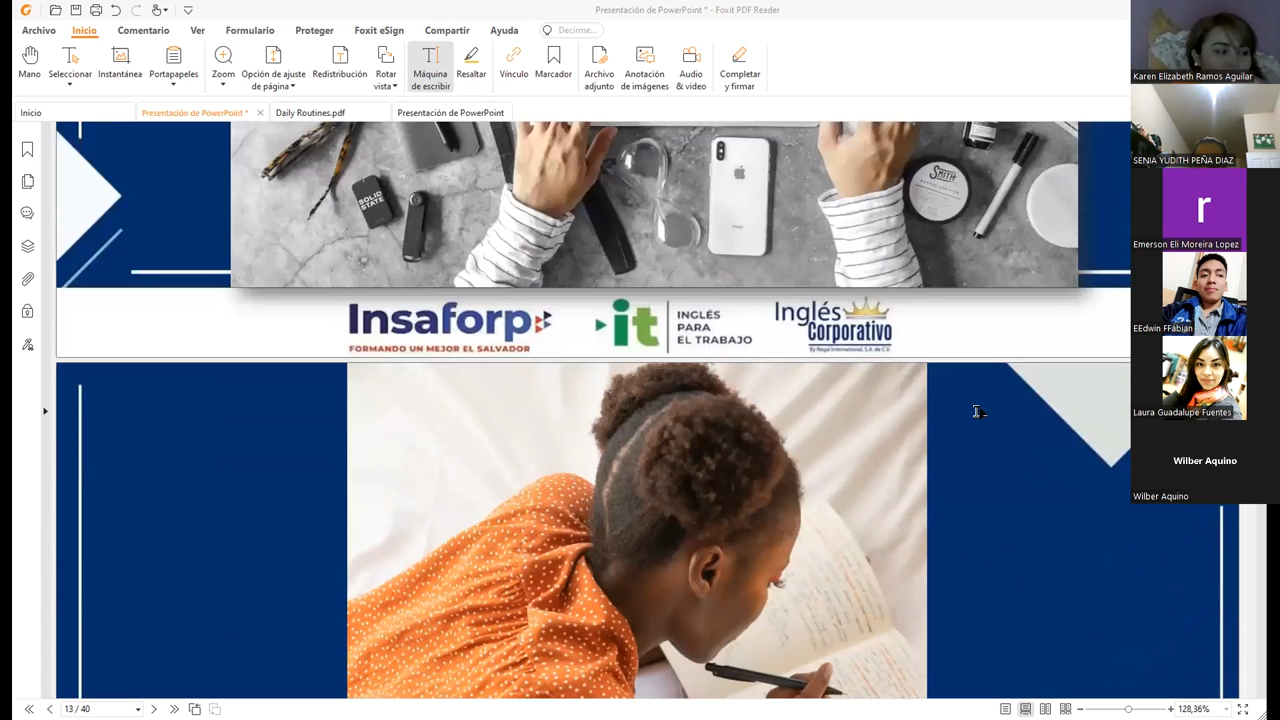 Presentación de PowerPoint * - Foxit PDF Reader
Archivo Inicio Comentario Ver Formulario Proteger Foxit eSign Compartir Ayuda Decirme...
Mano Seleccionar Instantánea Portapapeles Zoom Opción de ajuste de página Redistribución Rotar vista Máquina de escribir Resaltar Vínculo Marcador Archivo adjunto Anotación de imágenes Audio & video Completar y firmar
Inicio Presentación de PowerPoint * Daily Routines.pdf Presentación de PowerPoint
SOLID STATE
SMITH
Insaforp
FORMANDO UN MEJOR EL SALVADOR
it
INGLÉS
PARA
EL TRABAJO
Inglés
Corporativo
By Regal International, S.A. de C.V.
Karen Elizabeth Ramos Aguilar
SENIA YUDITH PEÑA DIAZ
r
Emerson Eli Moreira Lopez
EEdwin FFabian
Laura Guadalupe Fuentes
Wilber Aquino
Wilber Aquino
13 / 40
128,36%